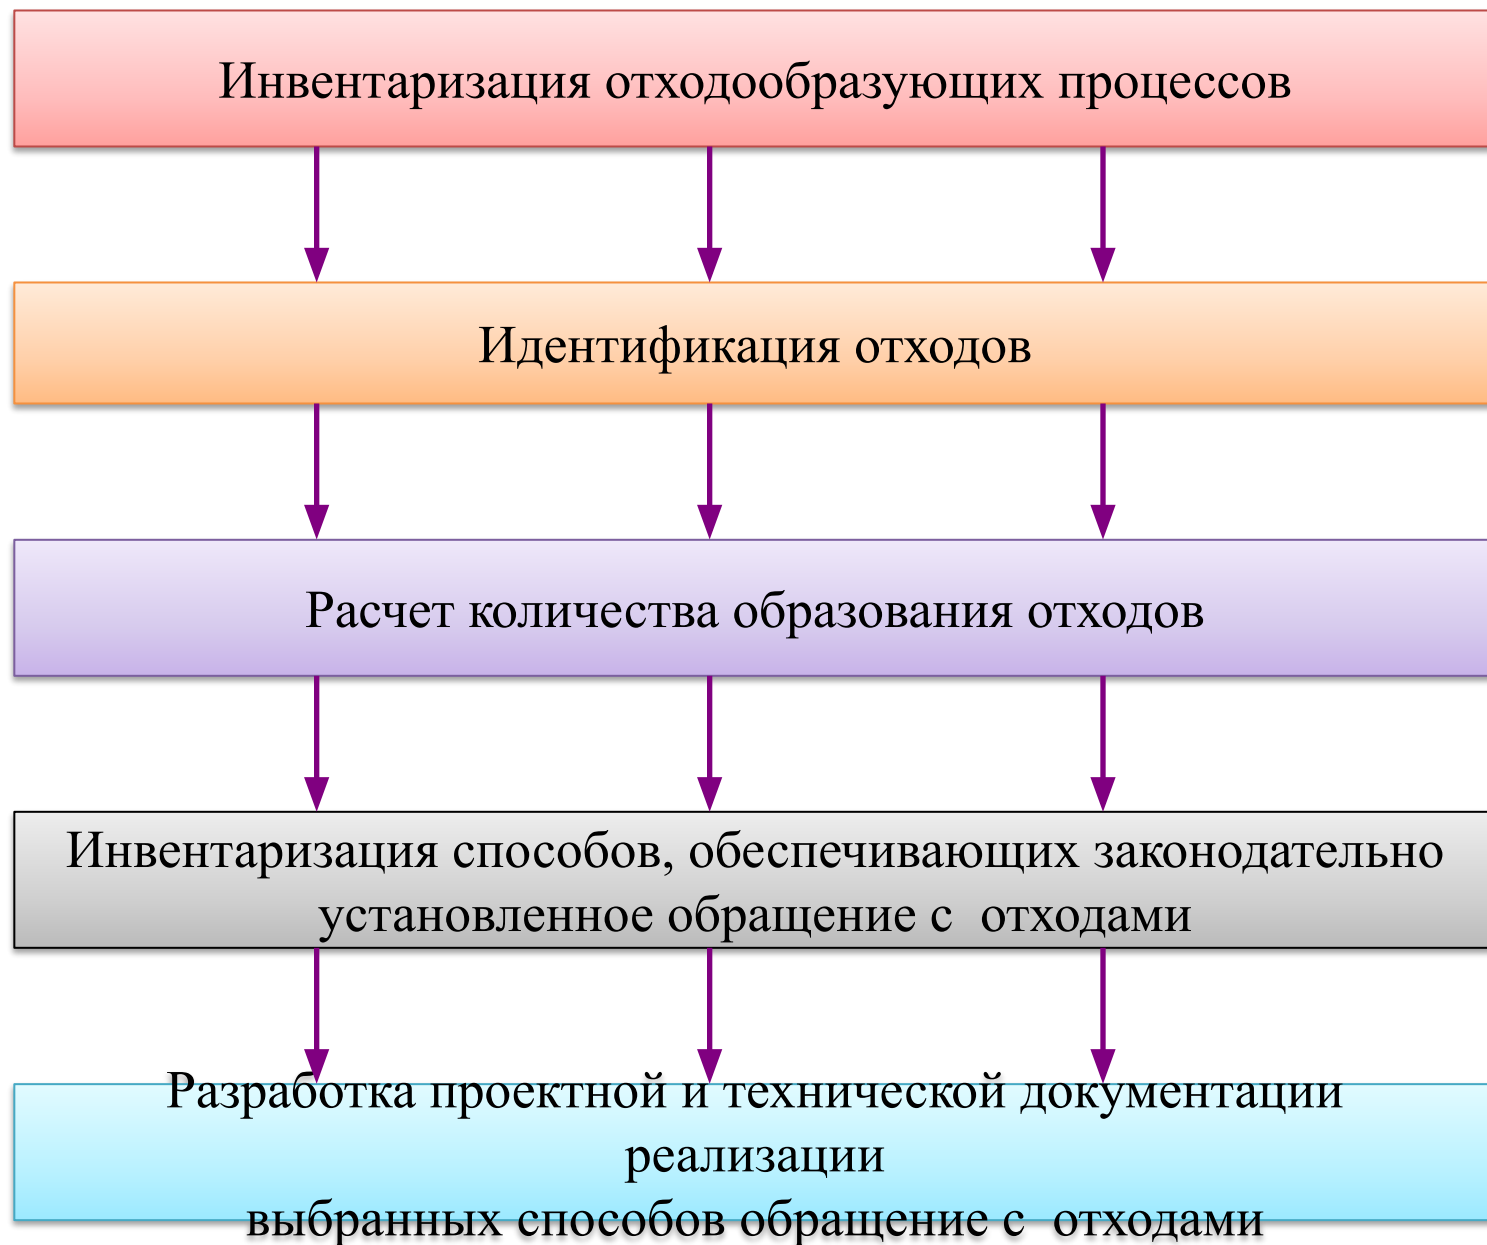 Инвентаризация отходообразующих процессов
Идентификация отходов
Расчет количества образования отходов
Инвентаризация способов, обеспечивающих законодательно
установленное обращение с  отходами
Разработка проектной и технической документации
реализации
выбранных способов обращение с  отходами